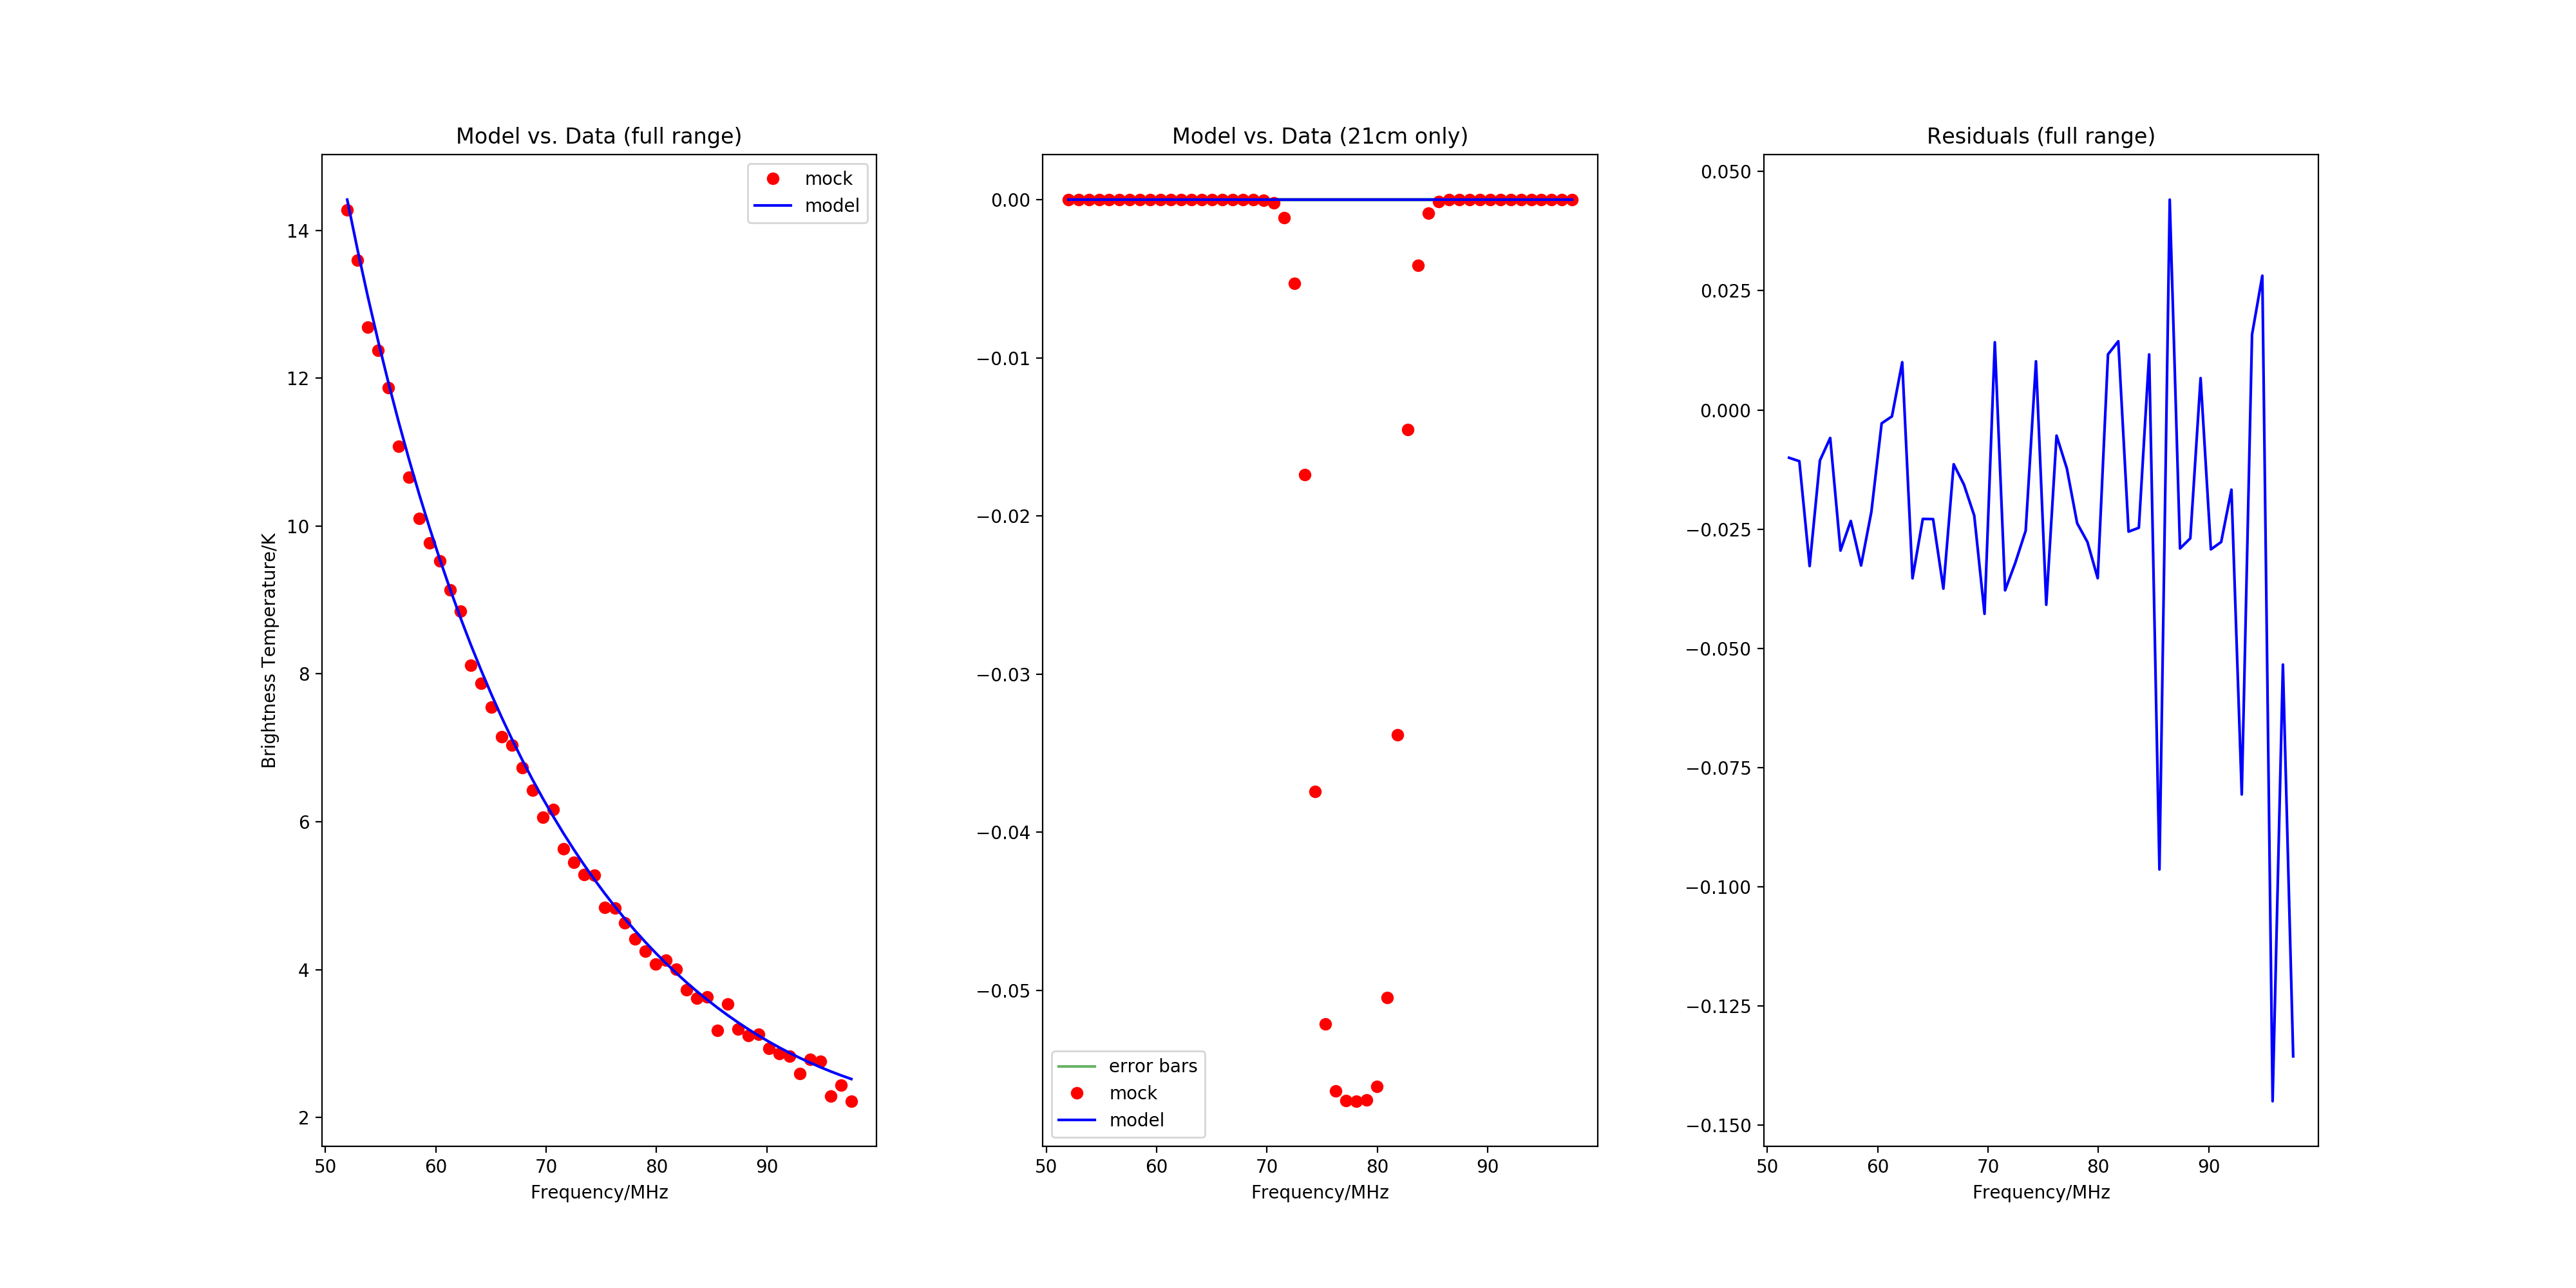 Model vs. Data (full range)
mock
model
14
12
10
8
6
4
2
Brightness Temperature/K
50 60 70 80 90
Frequency/MHz
Model vs. Data (21cm only)
0.00
−0.01
−0.02
−0.03
−0.04
−0.05
error bars
mock
model
50 60 70 80 90
Frequency/MHz
Residuals (full range)
0.050
0.025
0.000
−0.025
−0.050
−0.075
−0.100
−0.125
−0.150
50 60 70 80 90
Frequency/MHz